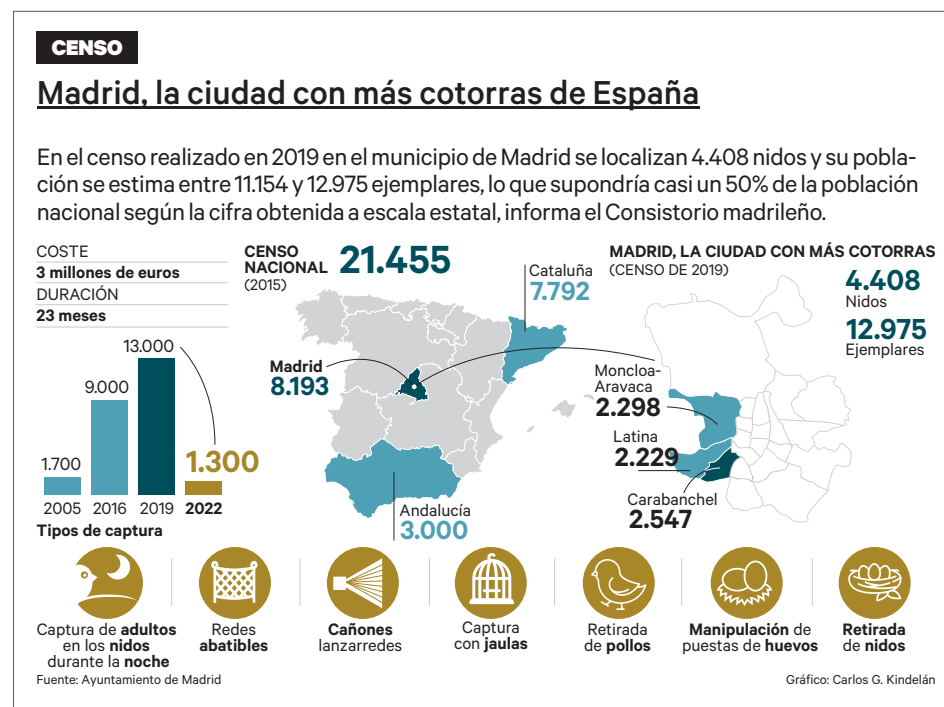 CENSO
Madrid, la ciudad con más cotorras de España
En el censo realizado en 2019 en el municipio de Madrid se localizan 4.408 nidos y su pobla-
ción se estima entre 11.154 y 12.975 ejemplares, lo que supondría casi un 50% de la población
nacional según la cifra obtenida a escala estatal, informa el Consistorio madrileño.
COSTE
3 millones de euros
DURACIÓN
23 meses
13.000
9.000
1.700
1.300
2005 2016 2019 2022
CENSO
NACIONAL 21.455
(2015)
Cataluña
7.792
Madrid
8.193
Andalucía
3.000
MADRID, LA CIUDAD CON MÁS COTORRAS
(CENSO DE 2019)
4.408
Nidos
12.975
Ejemplares
Moncloa-
Aravaca
2.298
Latina
2.229
Carabanchel
2.547
Tipos de captura
Captura de adultos
en los nidos
durante la noche
Redes
abatibles
Cañones
lanzarredes
Captura
con jaulas
Retirada
de pollos
Manipulación de
puestas de huevos
Retirada
de nidos
Fuente: Ayuntamiento de Madrid
Gráfico: Carlos G. Kindelán